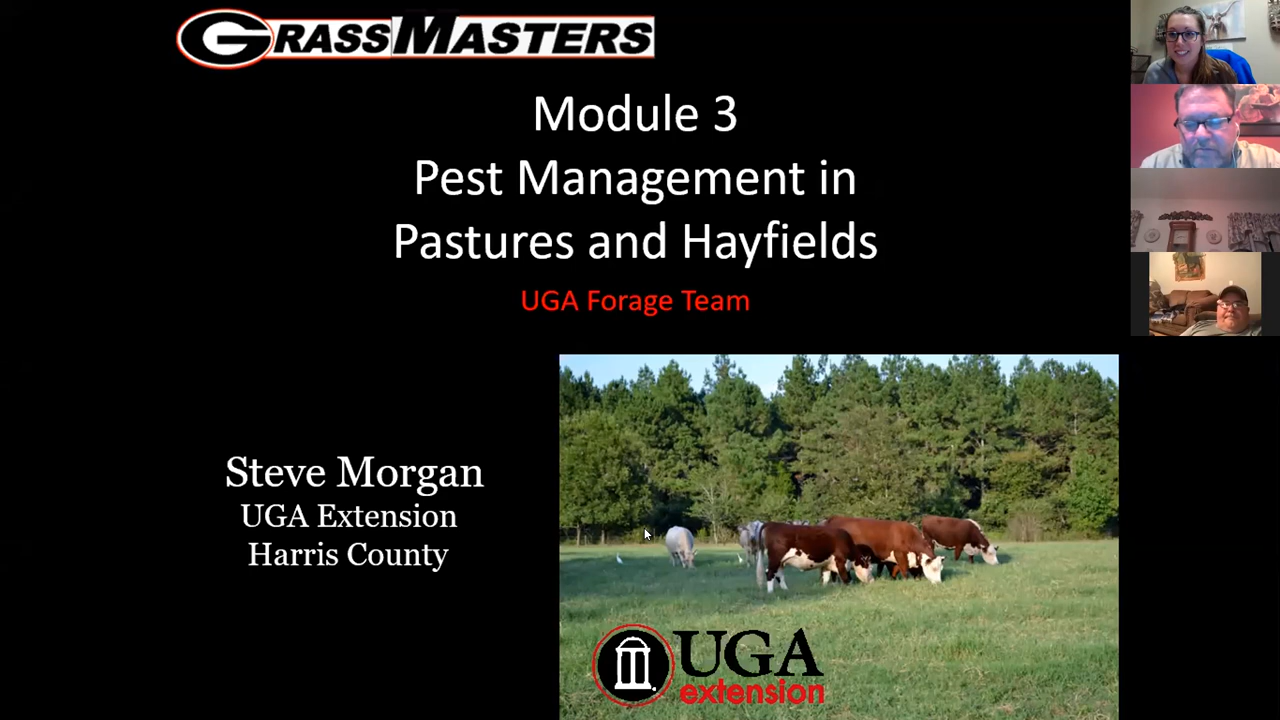 GRASSMASTERS
Module 3
Pest Management in
Pastures and Hayfields
UGA Forage Team
Steve Morgan
UGA Extension
Harris County
UGA
extension